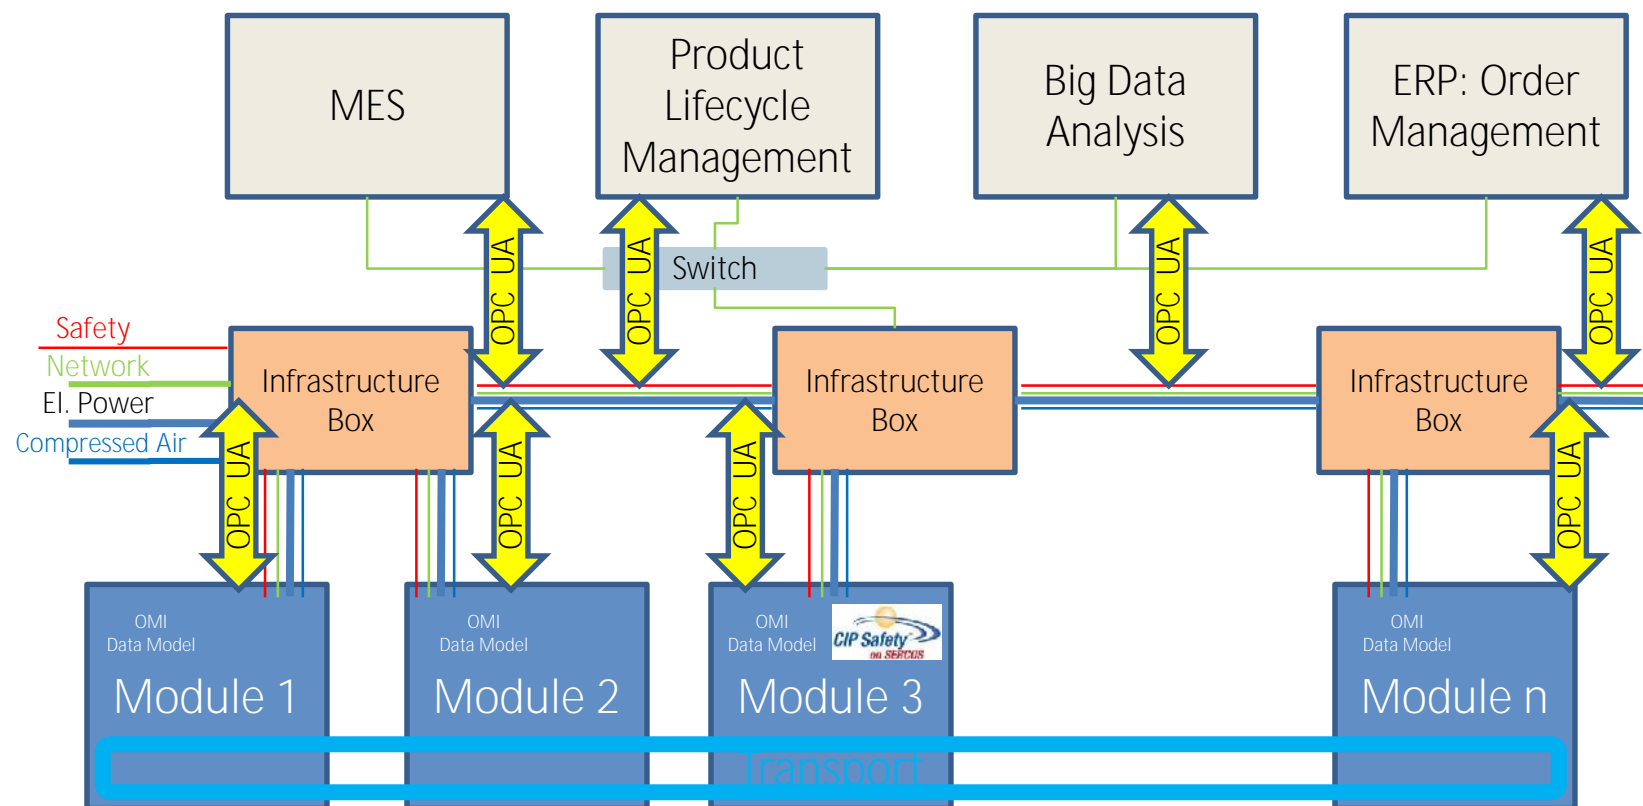 MES
Product
Lifecycle
Management
Big Data
Analysis
ERP: Order
Management
OPC UA
OPC UA
OPC UA
OPC UA
Switch
Safety
Network
El. Power
Compressed Air
Infrastructure
Box
Infrastructure
Box
Infrastructure
Box
OPC UA
OPC UA
OPC UA
OPC UA
OMI
Data Model
Module 1
OMI
Data Model
Module 2
OMI
Data Model
CIP Safety
on SERCOS
Module 3
OMI
Data Model
Module n
Transport